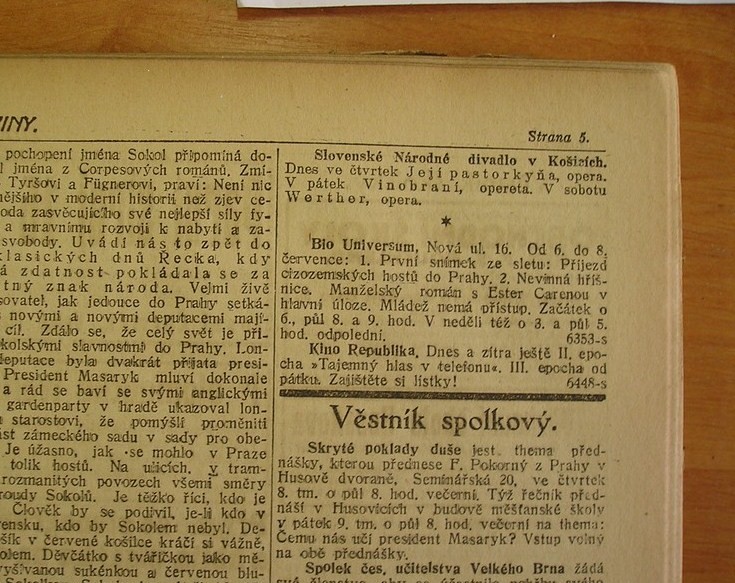 INY.
Strana 5.
pochopení jména Sokol připomíná do-
l jména z Corpesových románů. Zmí-
Tyršovi a Fügnerovi, praví: Není nic
nějšího v moderní historii než zjev ce-
oda zasvěcujícího své nejlepší síly fy-
a mravnímu rozvoji k nabytí a za-
svobody. Uvádí nás to zpět do
lasických dnů Řecka, kdy
á zdatnost pokládala se za
tný znak národa. Velmi živě
sovatel, jak jedouce do Prahy setká-
s novými a novými deputacemi mají-
cíl. Zdálo se, že celý svět je při-
kolskými slavnostmi do Prahy. Lon-
deputace byla dvakrát přijata presi-
President Masaryk mluví dokonale
a rád se baví se svými anglickými
gardenparty v hradě ukazoval lon-
starostovi, že pomýšlí proměniti
ást zámeckého sadu v sady pro obe-
Je úžasno, jak se mohlo v Praze
tolik hostů. Na ulicích, v tram-
rozmanitých povozech všemi směry
roudy Sokolů. Je těžko říci, kdo je
Člověk by se podivil, je-li kdo v
vensku, kdo by Sokolem nebyl. De-
šík v červené košilce kráčí si vážně,
olem. Děvčátko s tvářičkou jako mě-
vyšívanou sukénkou a červenou blu-
Slovenské Národné divadlo v Košicích.
Dnes ve čtvrtek Její pastorkyňa, opera.
V pátek Vinobraní, opereta. V sobotu
Werther, opera.
*
Bio Universum, Nová ul. 16. Od 6. do 8.
července: 1. První snímek ze sletu: Příjezd
cizozemských hostů do Prahy. 2. Nevinná hříš-
nice. Manželský román s Ester Carenou v
hlavní úloze. Mládež nemá přístup. Začátek o
6., půl 8. a 9. hod. V neděli též o 3. a půl 5.
hod. odpolední. 6353-s
Kino Republika. Dnes a zítra ještě II. epo-
cha »Tajemný hlas v telefonu«. III. epocha od
pátku. Zajištěte si lístky! 6448-s
Věstník spolkový.
Skryté poklady duše jest thema před-
nášky, kterou přednese F. Pokorný z Prahy v
Husově dvoraně, Seminářská 20, ve čtvrtek
8. tm. o půl 8. hod. večerní. Týž řečník před-
náší v Husovicích v budově měšťanské školy
v pátek 9. tm. o půl 8. hod. večerní na thema:
Čemu nás učí president Masaryk? Vstup volný
na obě přednášky.
Spolek čes. učitelstva Velkého Brna žádá